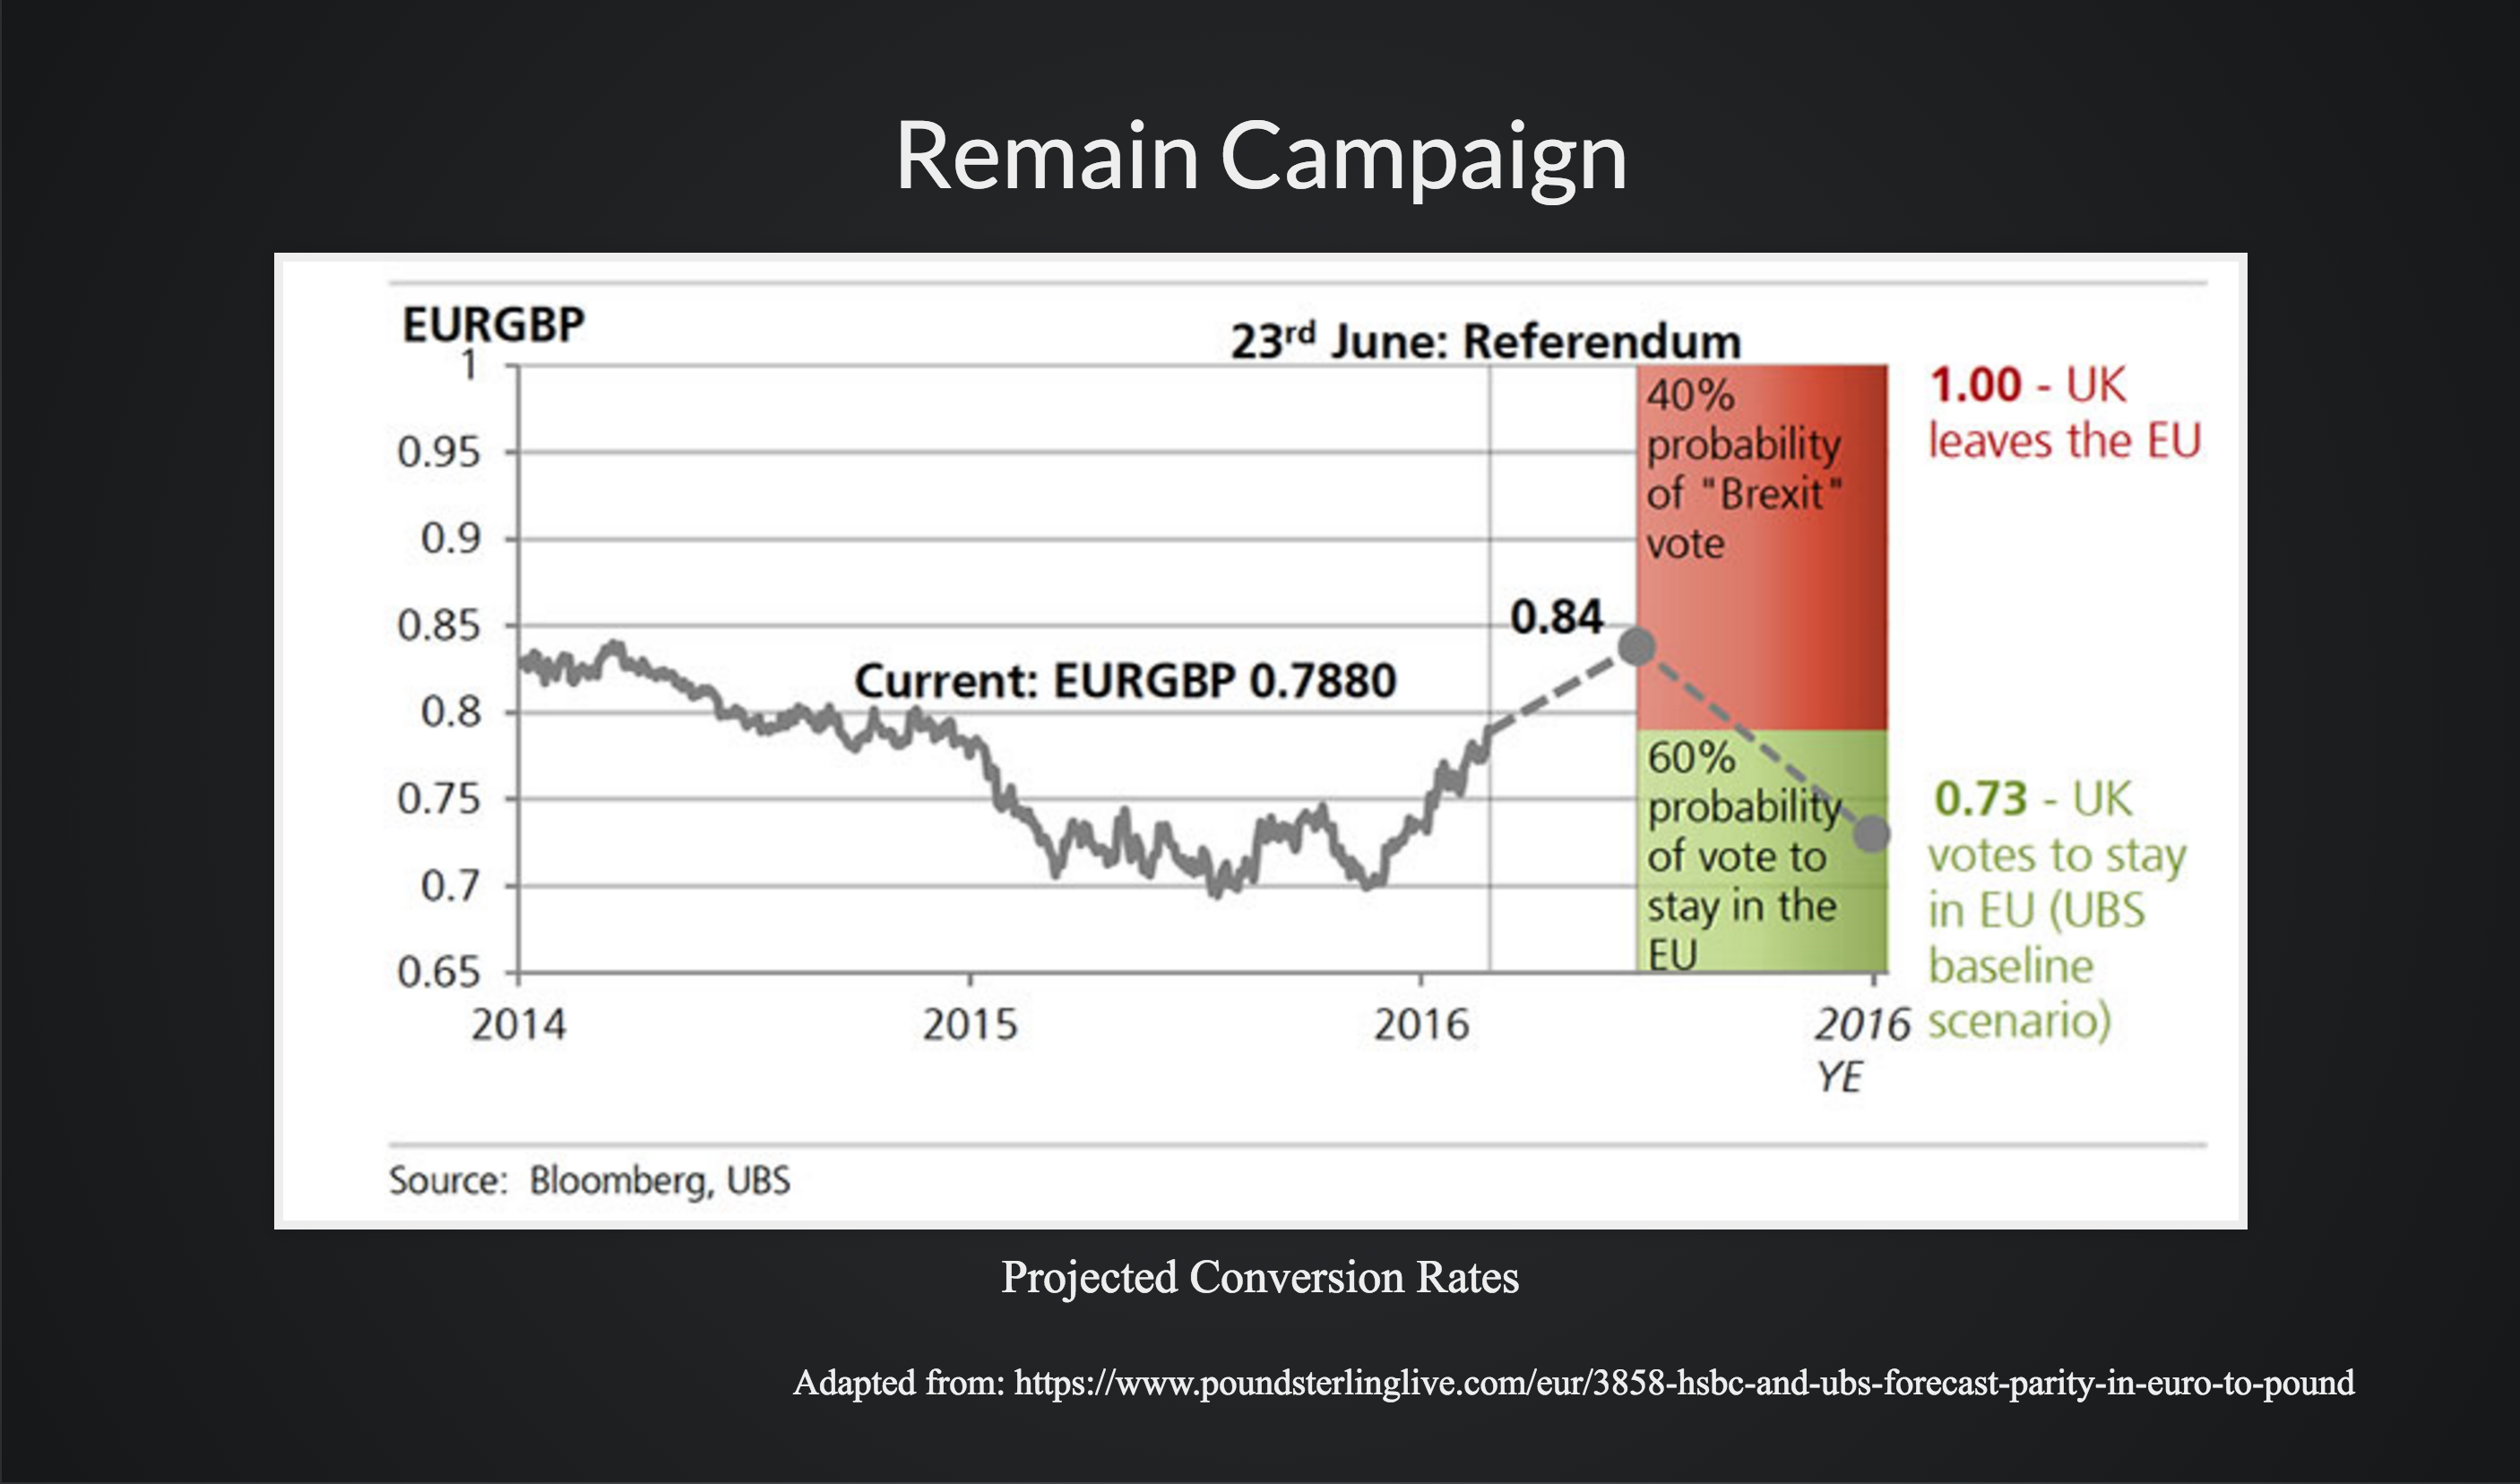 Remain Campaign
EURGBP
23rd June: Referendum
1
0.95
0.9
0.85
0.8
0.75
0.7
0.65
Current: EURGBP 0.7880
0.84
40%
probability
of "Brexit"
vote
60%
probability
of vote to
stay in the
EU
1.00 - UK
leaves the EU
0.73 - UK
votes to stay
in EU (UBS
baseline
scenario)
2014
2015
2016
2016
YE
Source: Bloomberg, UBS
Projected Conversion Rates
Adapted from: https://www.poundsterlinglive.com/eur/3858-hsbc-and-ubs-forecast-parity-in-euro-to-pound